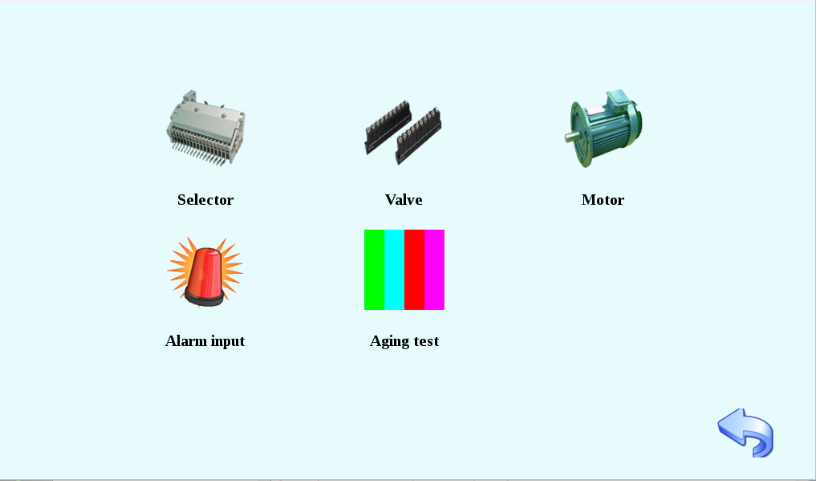 Selector
Valve
Motor
Alarm input
Aging test